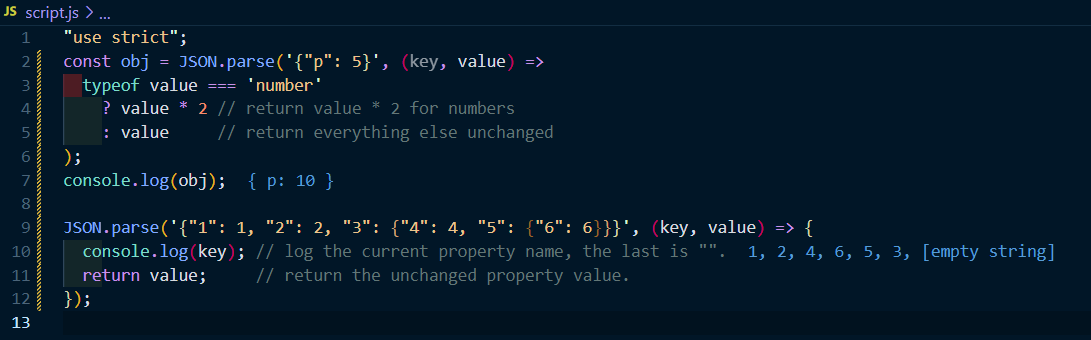 JS script.js > ...
1 "use strict";
2 const obj = JSON.parse('{"p": 5}', (key, value) =>
3   typeof value === 'number'
4     ? value * 2 // return value * 2 for numbers
5     : value     // return everything else unchanged
6 );
7 console.log(obj);  { p: 10 }
8
9 JSON.parse('{"1": 1, "2": 2, "3": {"4": 4, "5": {"6": 6}}}', (key, value) => {
10   console.log(key); // log the current property name, the last is "".  1, 2, 4, 6, 5, 3, [empty string]
11   return value;     // return the unchanged property value.
12 });
13